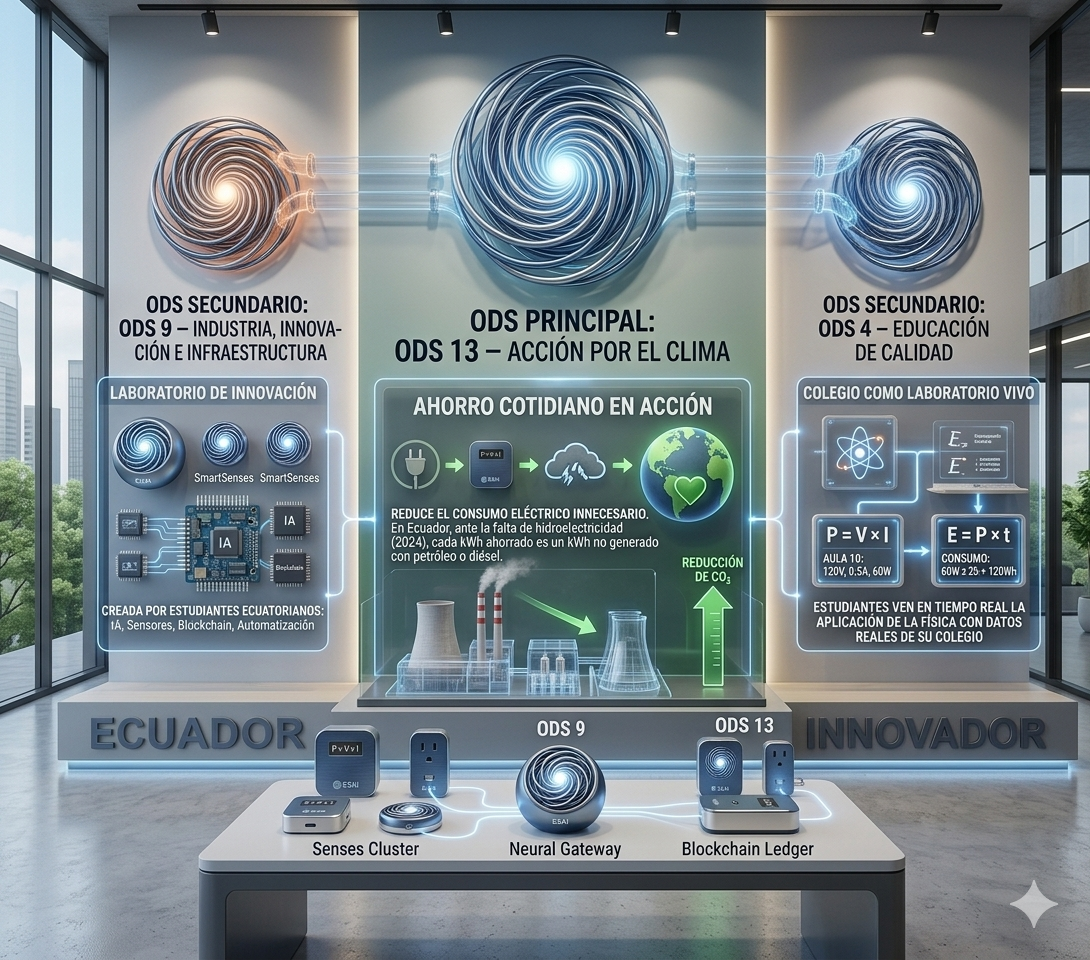 ODS SECUNDARIO:
ODS 9 – INDUSTRIA, INNOVA-
CIÓN E INFRAESTRUCTURA
LABORATORIO DE INNOVACIÓN
SmartSenses
SmartSenses
IA
IA
Blockchain
CREADA POR ESTUDIANTES ECUATORIANOS:
IA, Sensores, Blockchain, Automatización
ODS PRINCIPAL:
ODS 13 – ACCIÓN POR EL CLIMA
AHORRO COTIDIANO EN ACCIÓN
REDUCE EL CONSUMO ELÉCTRICO INNECESARIO.
En Ecuador, ante la falta de hidroelectricidad
(2024), cada kWh ahorrado es un kWh no generado
con petróleo o diésel.
REDUCCIÓN
DE CO₃
ODS SECUNDARIO:
ODS 4 – EDUCACIÓN
DE CALIDAD
COLEGIO COMO LABORATORIO VIVO
P=V×I
AULA 10:
120V, 0.5A, 60W
E=P×t
CONSUMO:
ESTUDIANTES VEN EN TIEMPO REAL LA
APLICACIÓN DE LA FÍSICA CON DATOS
REALES DE SU COLEGIO
ECUADOR
INNOVADOR
ODS 9
ODS 13
ESAI
ESAI
Senses Cluster
Neural Gateway
Blockchain Ledger